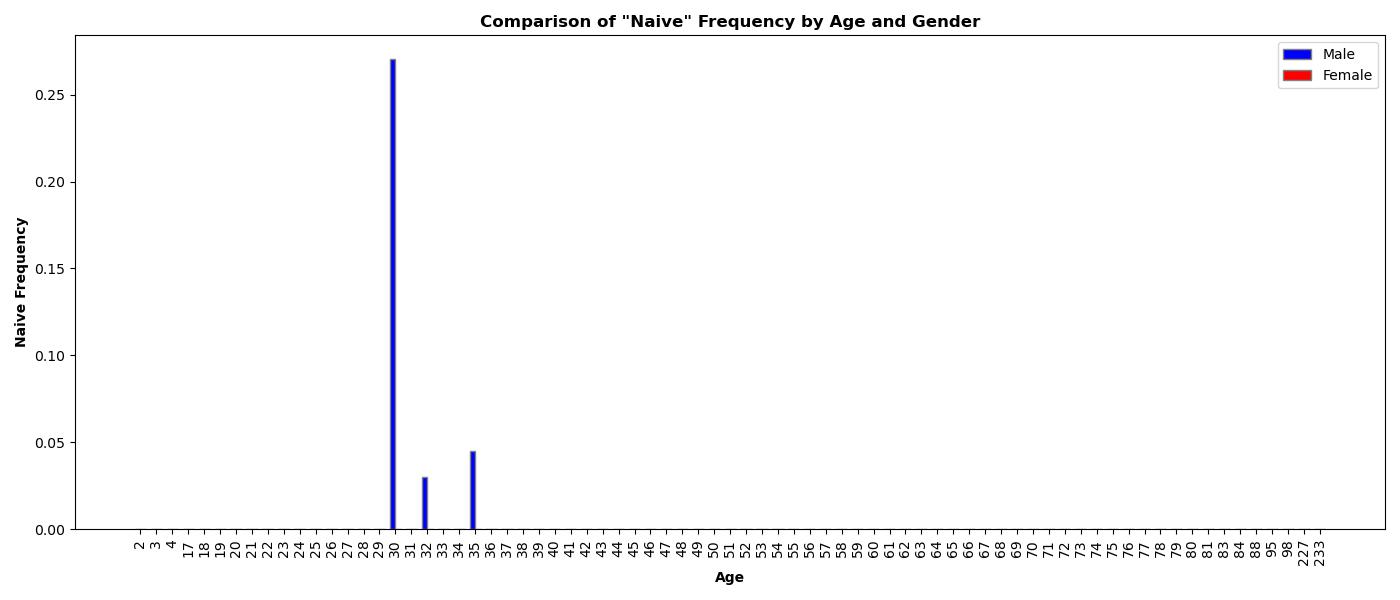 Comparison of "Naive" Frequency by Age and Gender
Male
Female
Naive Frequency
0.25
0.20
0.15
0.10
0.05
0.00
2 3 4 17 18 19 20 21 22 23 24 25 26 27 28 29 30 31 32 33 34 35 36 37 38 39 40 41 42 43 44 45 46 47 48 49 50 51 52 53 54 55 56 57 58 59 60 61 62 63 64 65 66 67 68 69 70 71 72 73 74 75 76 77 78 79 80 81 83 84 88 95 98 227 233
Age